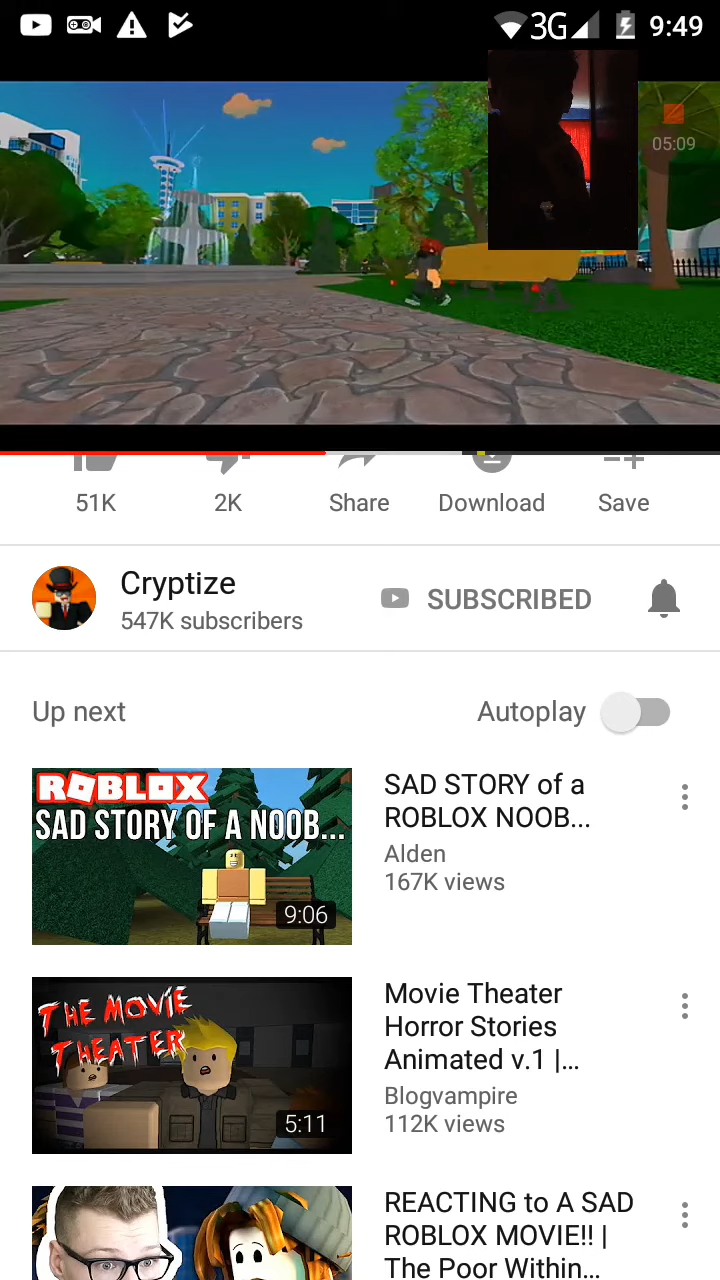 3G 9:49
05:09
51K 2K Share Download Save
Cryptize
547K subscribers
SUBSCRIBED
Up next Autoplay
ROBLOX
SAD STORY OF A NOOB...
9:06
SAD STORY of a
ROBLOX NOOB...
Alden
167K views
THE MOVIE
THEATER
5:11
Movie Theater
Horror Stories
Animated v.1 |...
Blogvampire
112K views
REACTING to A SAD
ROBLOX MOVIE!! |
The Poor Within...